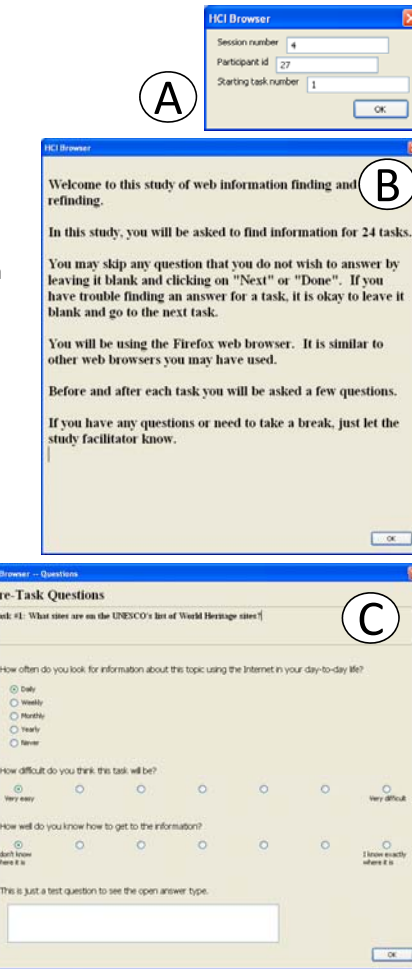 HCI Browser
Session number 4
Participant id 27
Starting task number 1
OK
A
HCI Browser
B
Welcome to this study of web information finding and
refinding.
In this study, you will be asked to find information for 24 tasks.
You may skip any question that you do not wish to answer by
leaving it blank and clicking on "Next" or "Done". If you
have trouble finding an answer for a task, it is okay to leave it
blank and go to the next task.
You will be using the Firefox web browser. It is similar to
other web browsers you may have used.
Before and after each task you will be asked a few questions.
If you have any questions or need to take a break, just let the
study facilitator know.
OK
Browser -- Questions
re-Task Questions
ask #1: What sites are on the UNESCO's list of World Heritage sites?
C
How often do you look for information about this topic using the Internet in your day-to-day life?
Daily
Weekly
Monthly
Yearly
Never
How difficult do you think this task will be?
Very easy
Very difficult
How well do you know how to get to the information?
don't know
here it is
I know exactly
where it is
This is just a test question to see the open answer type.
OK